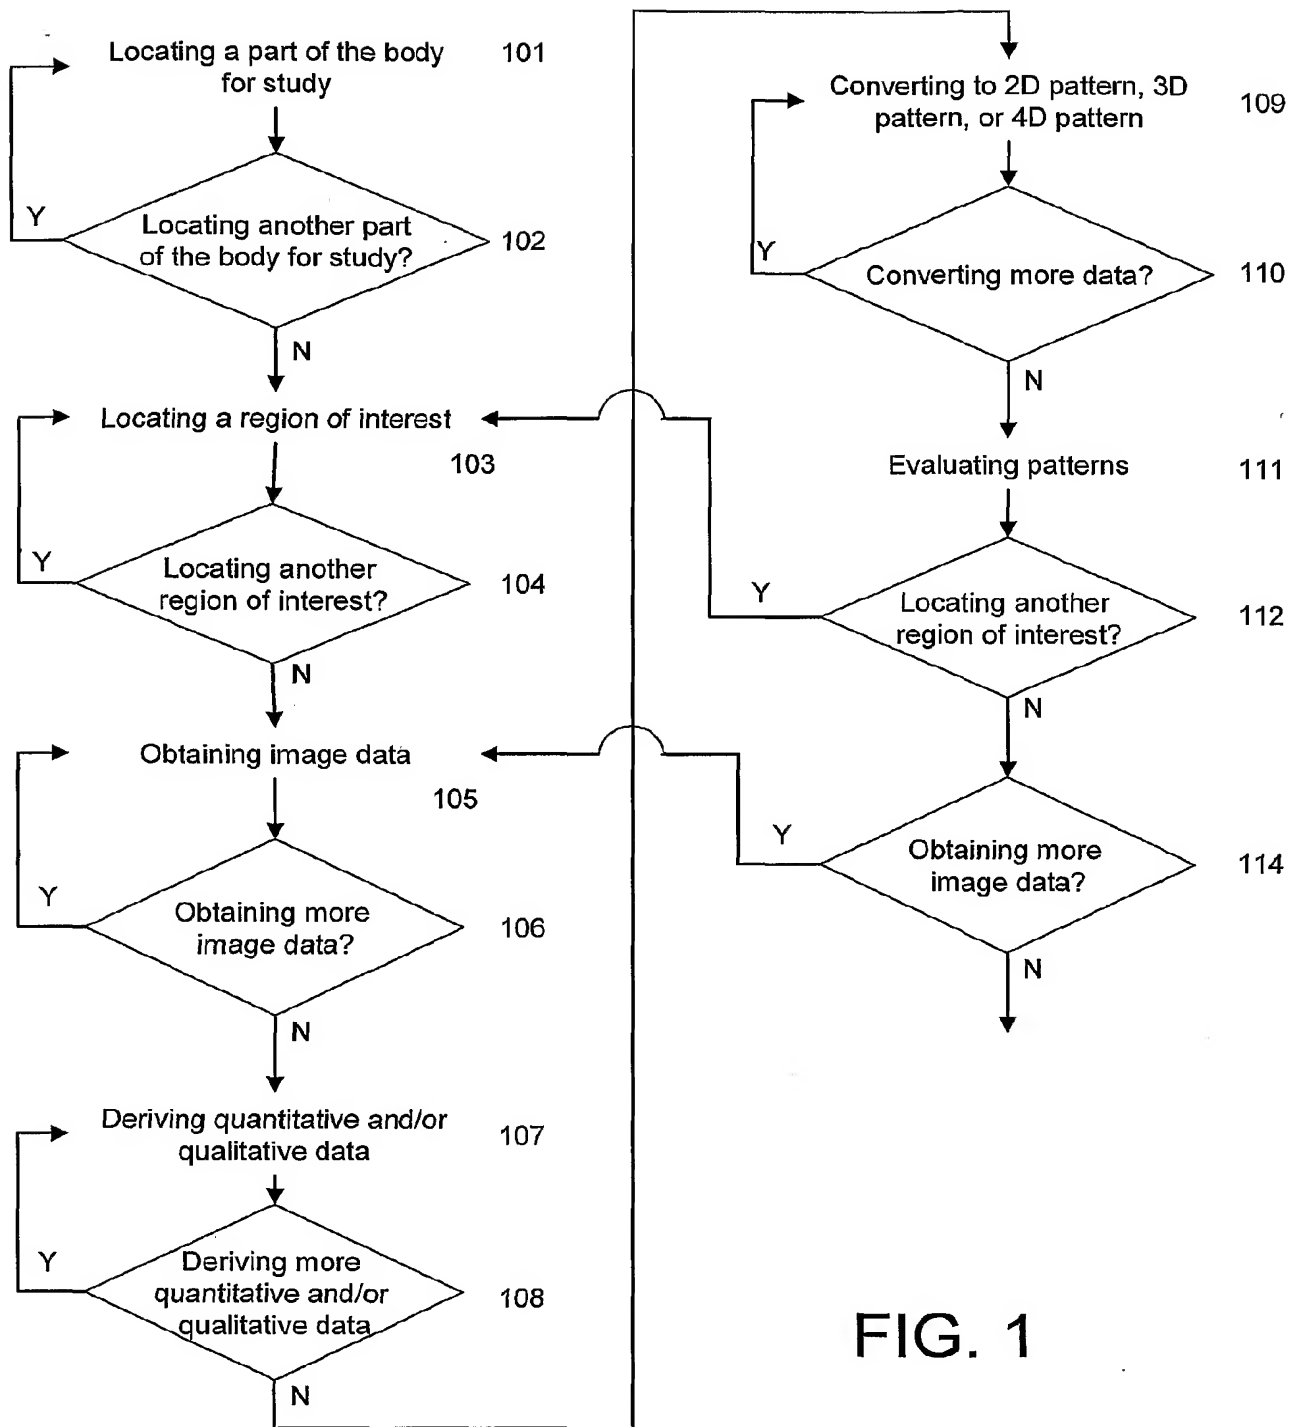 Locating a part of the body
for study
101
Y
Locating another part
of the body for study?
102
N
Locating a region of interest
103
Y
Locating another
region of interest?
104
N
Obtaining image data
105
Y
Obtaining more
image data?
106
N
Deriving quantitative and/or
qualitative data
107
Y
Deriving more
quantitative and/or
qualitative data
108
N
Converting to 2D pattern, 3D
pattern, or 4D pattern
109
Y
Converting more data?
110
N
Evaluating patterns
111
Y
Locating another
region of interest?
112
N
Y
Obtaining more
image data?
114
N
FIG. 1